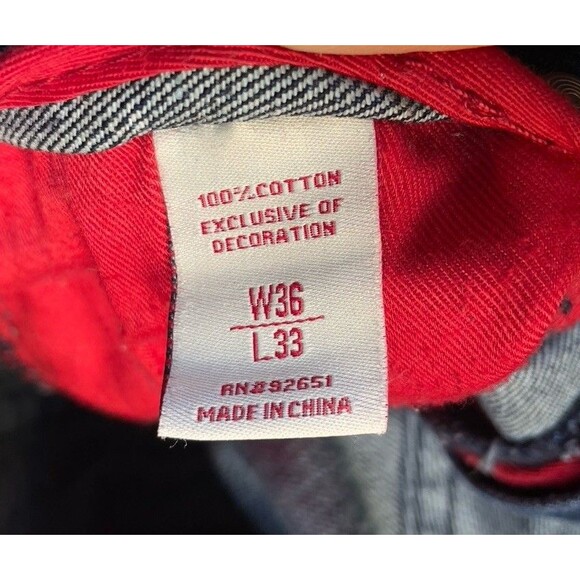 100% COTTON
EXCLUSIVE OF
DECORATION
W36
L33
RN#92651
MADE IN CHINA